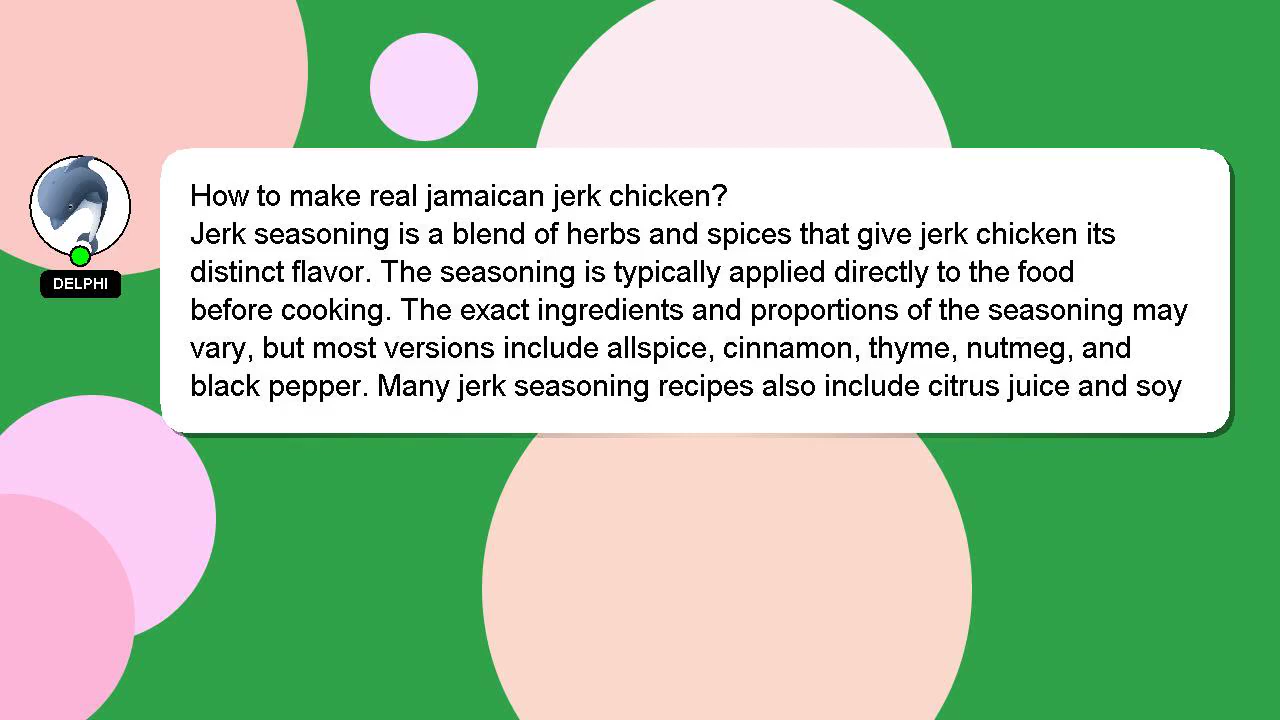 How to make real jamaican jerk chicken?
Jerk seasoning is a blend of herbs and spices that give jerk chicken its
distinct flavor. The seasoning is typically applied directly to the food
before cooking. The exact ingredients and proportions of the seasoning may
vary, but most versions include allspice, cinnamon, thyme, nutmeg, and
black pepper. Many jerk seasoning recipes also include citrus juice and soy
DELPHI